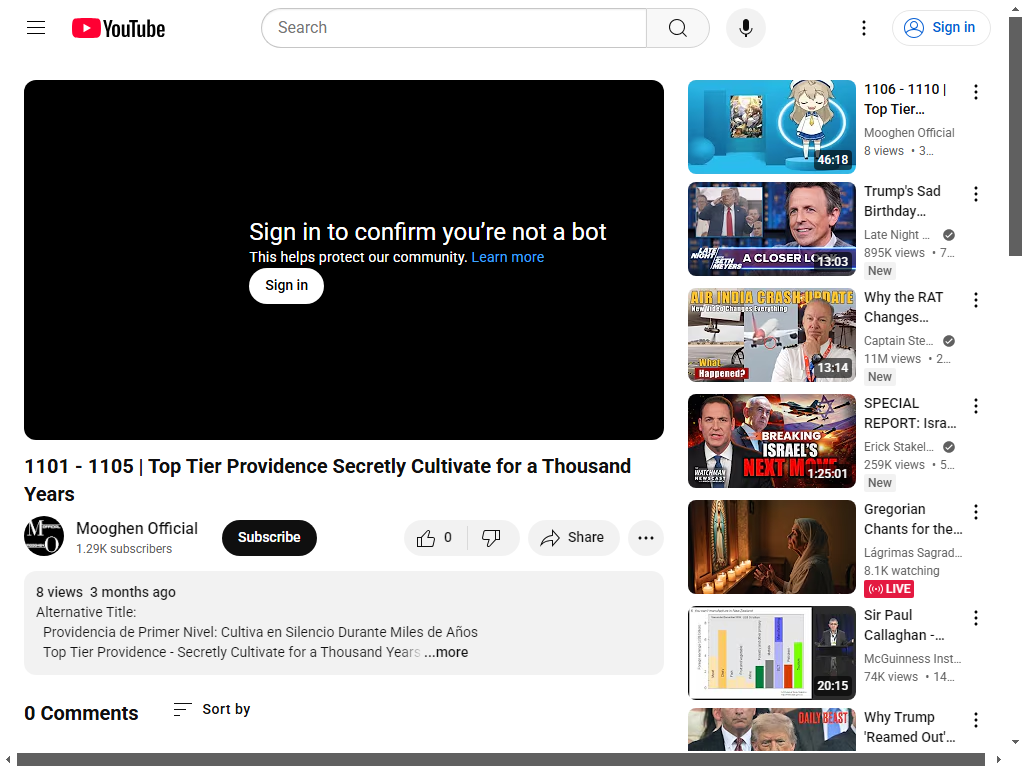 YouTube
Search
Sign in
Sign in to confirm you’re not a bot
This helps protect our community. Learn more
Sign in
1101 - 1105 | Top Tier Providence Secretly Cultivate for a Thousand
Years
Mooghen Official
1.29K subscribers
Subscribe
0
Share
8 views 3 months ago
Alternative Title:
Providencia de Primer Nivel: Cultiva en Silencio Durante Miles de Años
Top Tier Providence - Secretly Cultivate for a Thousand Years ...more
0 Comments
Sort by
46:18
1106 - 1110 |
Top Tier…
Mooghen Official
8 views • 3…
LATE NIGHT
SETH MEYERS
A CLOSER LOOK
13:03
Trump's Sad
Birthday…
Late Night …
895K views • 7…
New
AIR INDIA CRASH UPDATE
New Video Changes Everything
What
Happened?
13:14
Why the RAT
Changes…
Captain Ste…
11M views • 2…
New
BREAKING
ISRAEL'S
NEXT MOVE
WATCHMAN
NEWSCAST
1:25:01
SPECIAL
REPORT: Isra…
Erick Stakel…
259K views • 5…
New
Gregorian
Chants for the…
Lágrimas Sagrad…
8.1K watching
LIVE
20:15
Sir Paul
Callaghan -…
McGuinness Inst…
74K views • 14…
DAILY BEAST
Why Trump
'Reamed Out'…